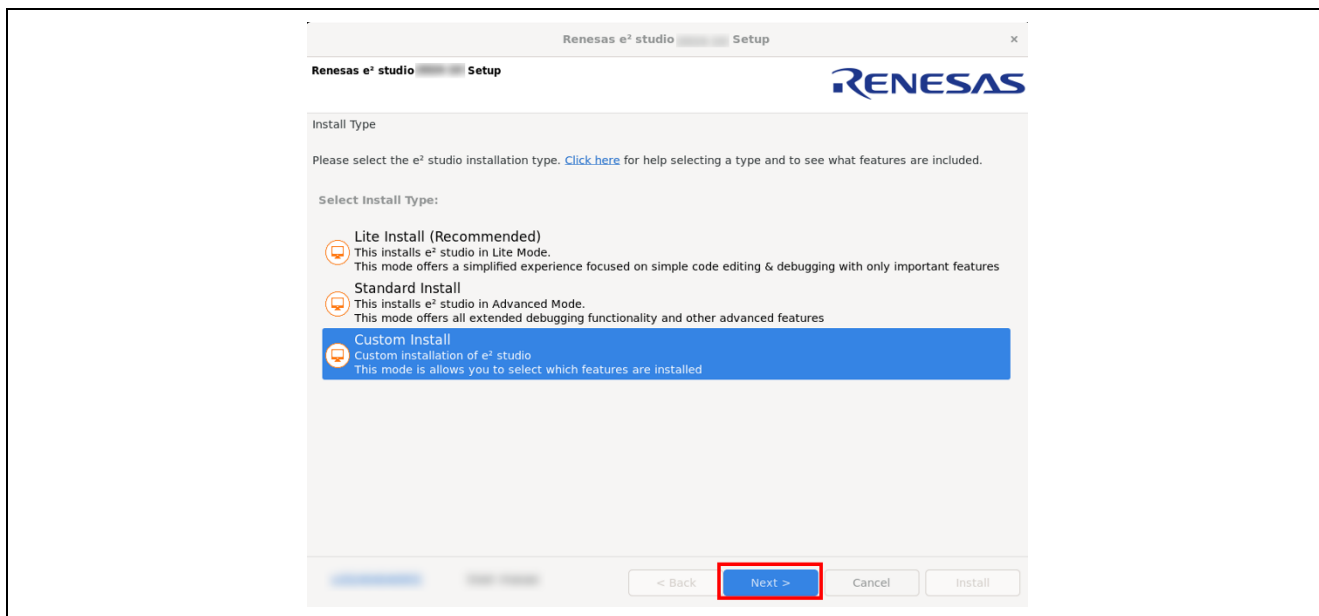 Renesas e² studio Setup
×
Renesas e² studio Setup
RENESAS
Install Type
Please select the e² studio installation type. Click here for help selecting a type and to see what features are included.
Select Install Type:
Lite Install (Recommended)
This installs e² studio in Lite Mode.
This mode offers a simplified experience focused on simple code editing & debugging with only important features
Standard Install
This installs e² studio in Advanced Mode.
This mode offers all extended debugging functionality and other advanced features
Custom Install
Custom installation of e² studio
This mode is allows you to select which features are installed
< Back Next > Cancel Install